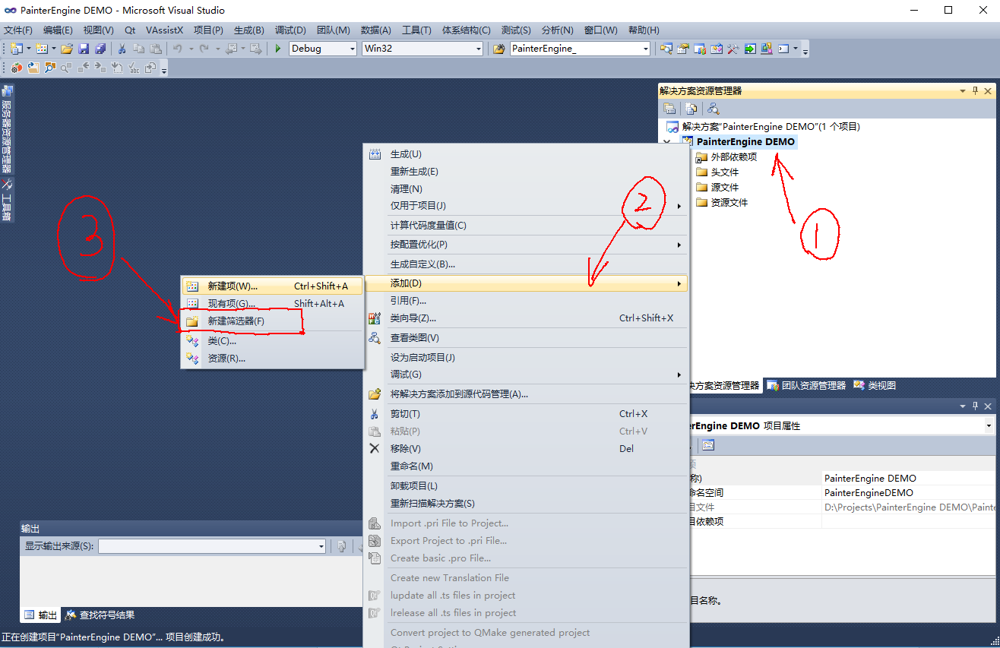 PainterEngine DEMO - Microsoft Visual Studio
文件(F) 编辑(E) 视图(V) Qt VAssistX 项目(P) 生成(B) 调试(D) 团队(M) 数据(A) 工具(T) 体系结构(C) 测试(S) 分析(N) 窗口(W) 帮助(H)
Debug Win32 PainterEngine_
服务器资源管理器
工具箱
解决方案资源管理器
解决方案“PainterEngine DEMO”(1 个项目)
PainterEngine DEMO
外部依赖项
头文件
源文件
资源文件
1
2
3
生成(U)
重新生成(E)
清理(N)
仅用于项目(J)
计算代码度量值(C)
按配置优化(P)
生成自定义(B)...
添加(D)
引用(F)...
类向导(Z)... Ctrl+Shift+X
查看类图(V)
设为启动项目(J)
调试(G)
将解决方案添加到源代码管理(A)...
剪切(T) Ctrl+X
粘贴(P) Ctrl+V
移除(V) Del
重命名(M)
卸载项目(L)
重新扫描解决方案(S)
Import .pri File to Project...
Export Project to .pri File...
Create basic .pro File...
Create new Translation File
lupdate all .ts files in project
lrelease all .ts files in project
Convert project to QMake generated project
新建项(W)... Ctrl+Shift+A
现有项(G)... Shift+Alt+A
新建筛选器(F)
类(C)...
资源(R)...
决方案资源管理器 团队资源管理器 类视图
rEngine DEMO 项目属性
项
称) PainterEngine DEMO
命名空间 PainterEngineDEMO
目文件 D:\Projects\PainterEngine DEMO\Painte
目依赖项
目名称。
输出
显示输出来源(S):
输出 查找符号结果
正在创建项目“PainterEngine DEMO”... 项目创建成功。